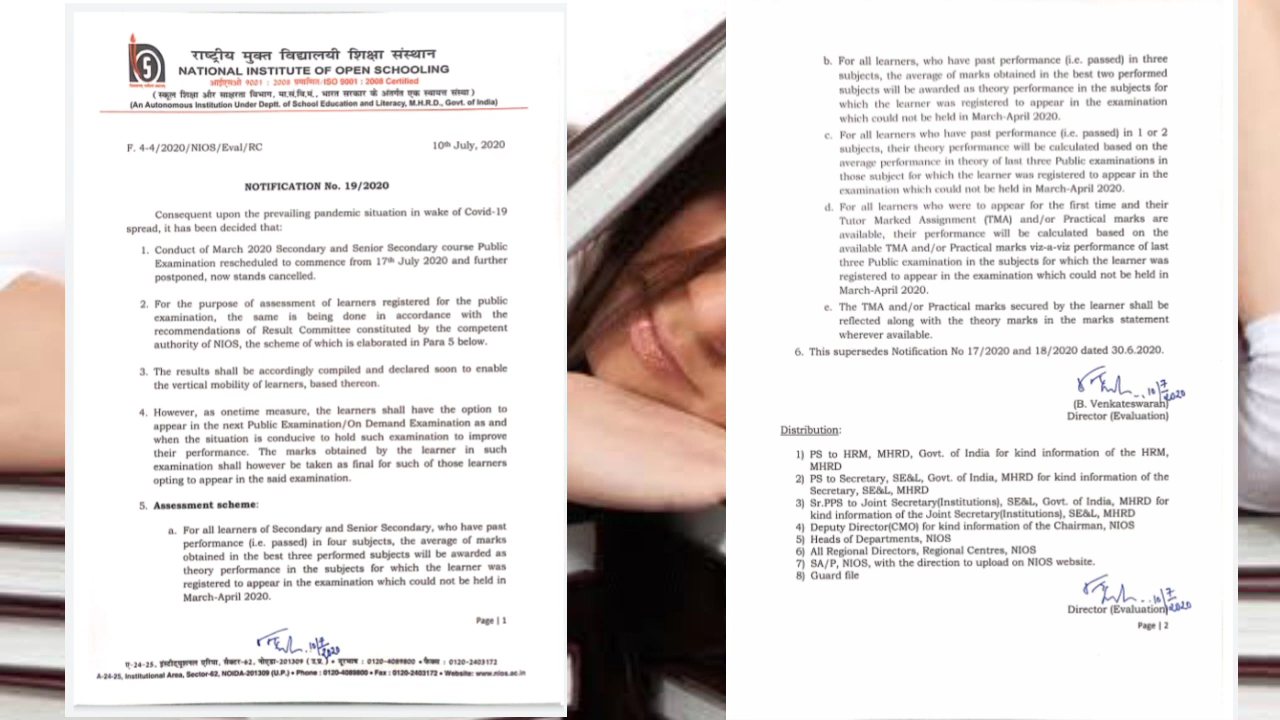 राष्ट्रीय मुक्त विद्यालयी शिक्षा संस्थान
NATIONAL INSTITUTE OF OPEN SCHOOLING
आईएसओ 9001 : 2008 प्रमाणित ISO 9001 : 2008 Certified
( स्कूल शिक्षा और साक्षरता विभाग, मा.सं.वि.मं., भारत सरकार के अंतर्गत एक स्वायत्त संस्था )
(An Autonomous Institution Under Deptt. of School Education and Literacy, M.H.R.D., Govt. of India)
F. 4-4/2020/NIOS/Eval/RC
10th July, 2020
NOTIFICATION No. 19/2020
Consequent upon the prevailing pandemic situation in wake of Covid-19
spread, it has been decided that:
1. Conduct of March 2020 Secondary and Senior Secondary course Public
Examination rescheduled to commence from 17th July 2020 and further
postponed, now stands cancelled.
2. For the purpose of assessment of learners registered for the public
examination, the same is being done in accordance with the
recommendations of Result Committee constituted by the competent
authority of NIOS, the scheme of which is elaborated in Para 5 below.
3. The results shall be accordingly compiled and declared soon to enable
the vertical mobility of learners, based thereon.
4. However, as onetime measure, the learners shall have the option to
appear in the next Public Examination/On Demand Examination as and
when the situation is conducive to hold such examination to improve
their performance. The marks obtained by the learner in such
examination shall however be taken as final for such of those learners
opting to appear in the said examination.
5. Assessment scheme:
a. For all learners of Secondary and Senior Secondary, who have past
performance (i.e. passed) in four subjects, the average of marks
obtained in the best three performed subjects will be awarded as
theory performance in the subjects for which the learner was
registered to appear in the examination which could not be held in
March-April 2020.
Page | 1
10/7
2020
ए-24-25, इंस्टीट्यूशनल एरिया, सैक्टर-62, नोएडा-201309 ( उ.प्र. ) • दूरभाष : 0120-4089800 • फैक्स : 0120-2403172
A-24-25, Institutional Area, Sector-62, NOIDA-201309 (U.P.) • Phone : 0120-4089800 • Fax : 0120-2403172 • Website: www.nios.ac.in
b. For all learners, who have past performance (i.e. passed) in three
subjects, the average of marks obtained in the best two performed
subjects will be awarded as theory performance in the subjects for
which the learner was registered to appear in the examination
which could not be held in March-April 2020.
c. For all learners who have past performance (i.e. passed) in 1 or 2
subjects, their theory performance will be calculated based on the
average performance in theory of last three Public examinations in
those subject for which the learner was registered to appear in the
examination which could not be held in March-April 2020.
d. For all learners who were to appear for the first time and their
Tutor Marked Assignment (TMA) and/or Practical marks are
available, their performance will be calculated based on the
available TMA and/or Practical marks viz-a-viz performance of last
three Public examination in the subjects for which the learner was
registered to appear in the examination which could not be held in
March-April 2020.
e. The TMA and/or Practical marks secured by the learner shall be
reflected along with the theory marks in the marks statement
wherever available.
6. This supersedes Notification No 17/2020 and 18/2020 dated 30.6.2020.
10/7
2020
(B. Venkateswaran)
Director (Evaluation)
Distribution:
1) PS to HRM, MHRD, Govt. of India for kind information of the HRM,
MHRD
2) PS to Secretary, SE&L, Govt. of India, MHRD for kind information of the
Secretary, SE&L, MHRD
3) Sr.PPS to Joint Secretary(Institutions), SE&L, Govt. of India, MHRD for
kind information of the Joint Secretary(Institutions), SE&L, MHRD
4) Deputy Director(CMO) for kind information of the Chairman, NIOS
5) Heads of Departments, NIOS
6) All Regional Directors, Regional Centres, NIOS
7) SA/P, NIOS, with the direction to upload on NIOS website.
8) Guard file
10/7
2020
Director (Evaluation)
Page | 2